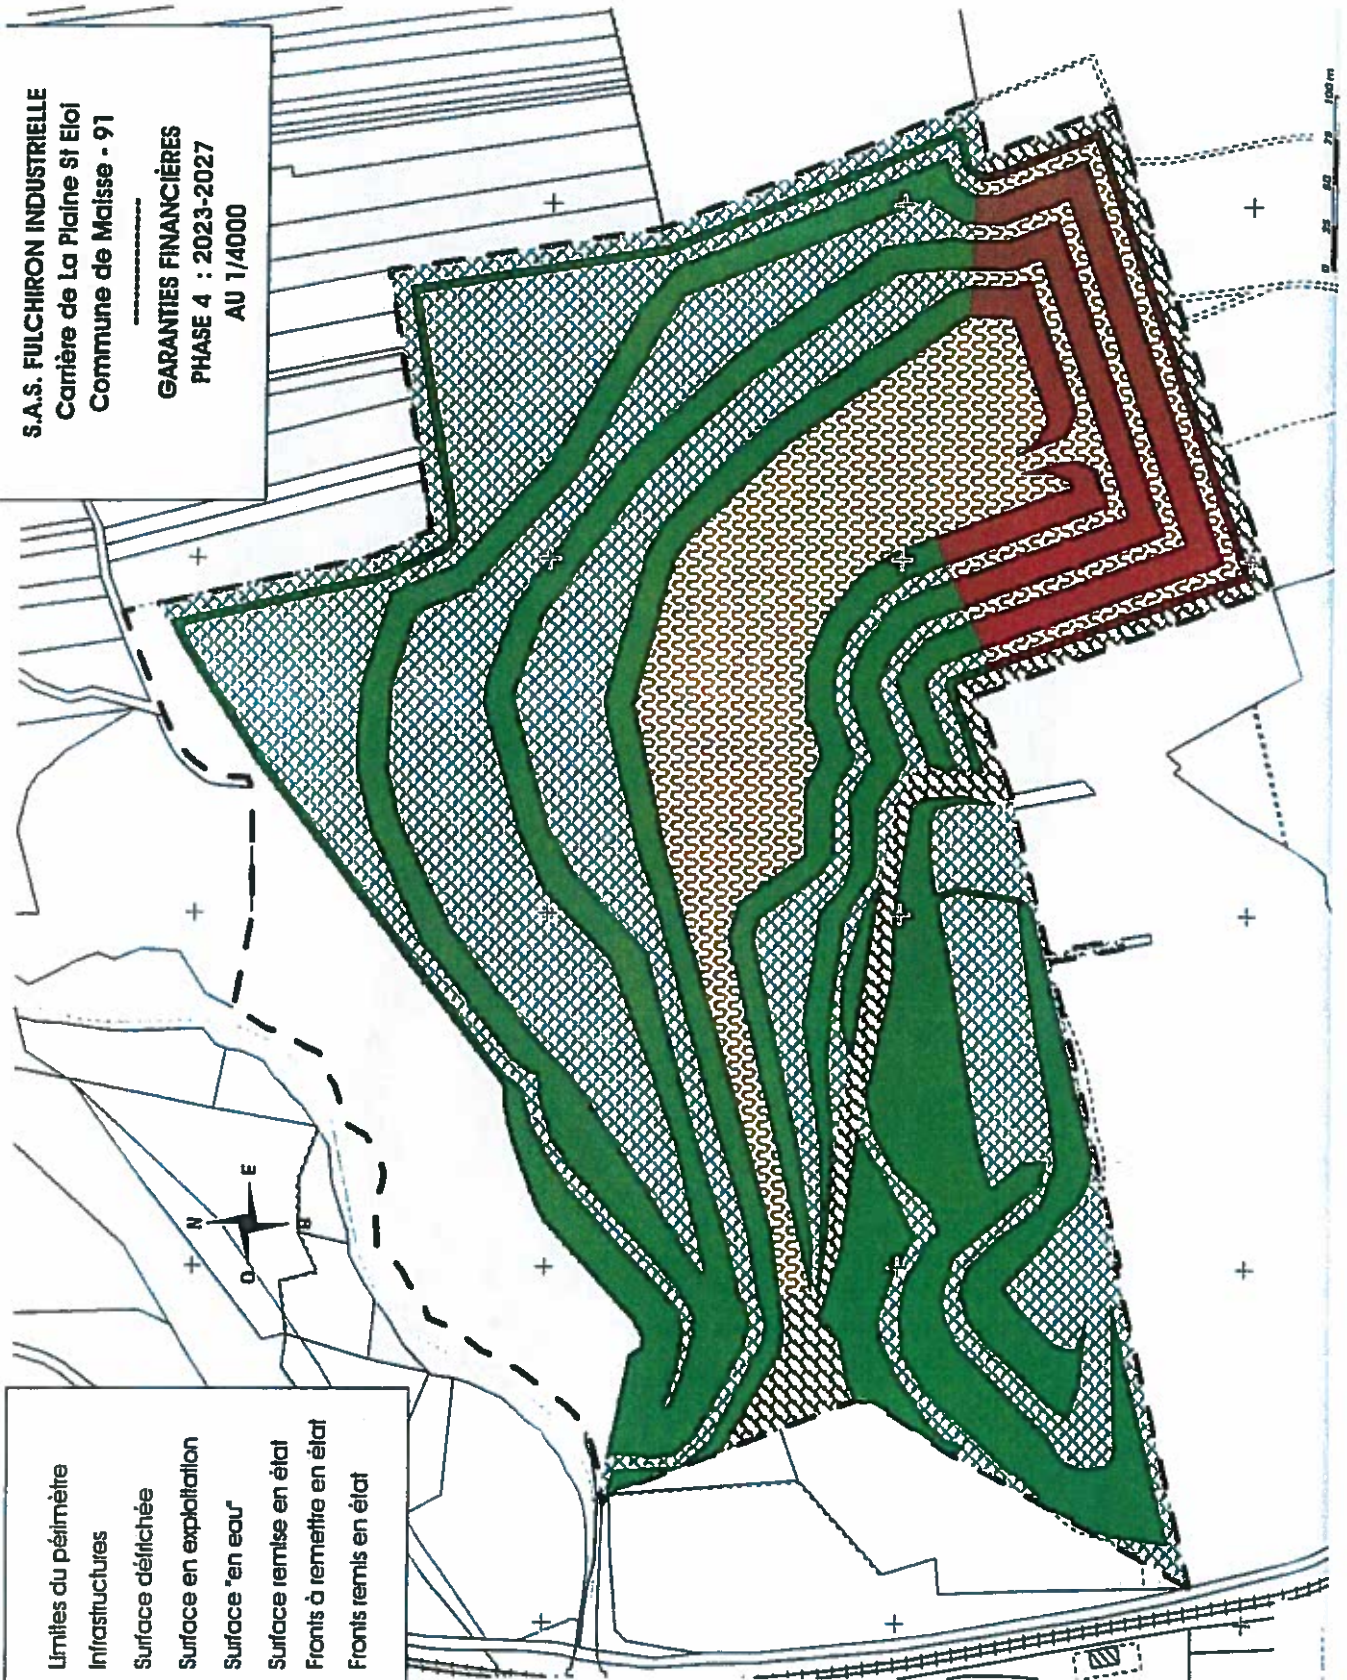 S.A.S. FULCHIRON INDUSTRIELLE
Carrière de La Plaine St Eloi
Commune de Maisse - 91
GARANTIES FINANCIÈRES
PHASE 4 : 2023-2027
AU 1/4000
Limites du périmètre
Infrastructures
Surface défrichée
Surface en exploitation
Surface "en eau"
Surface remise en état
Fronts à remettre en état
Fronts remis en état
N
O
E
S
0 25 50 75 100 m